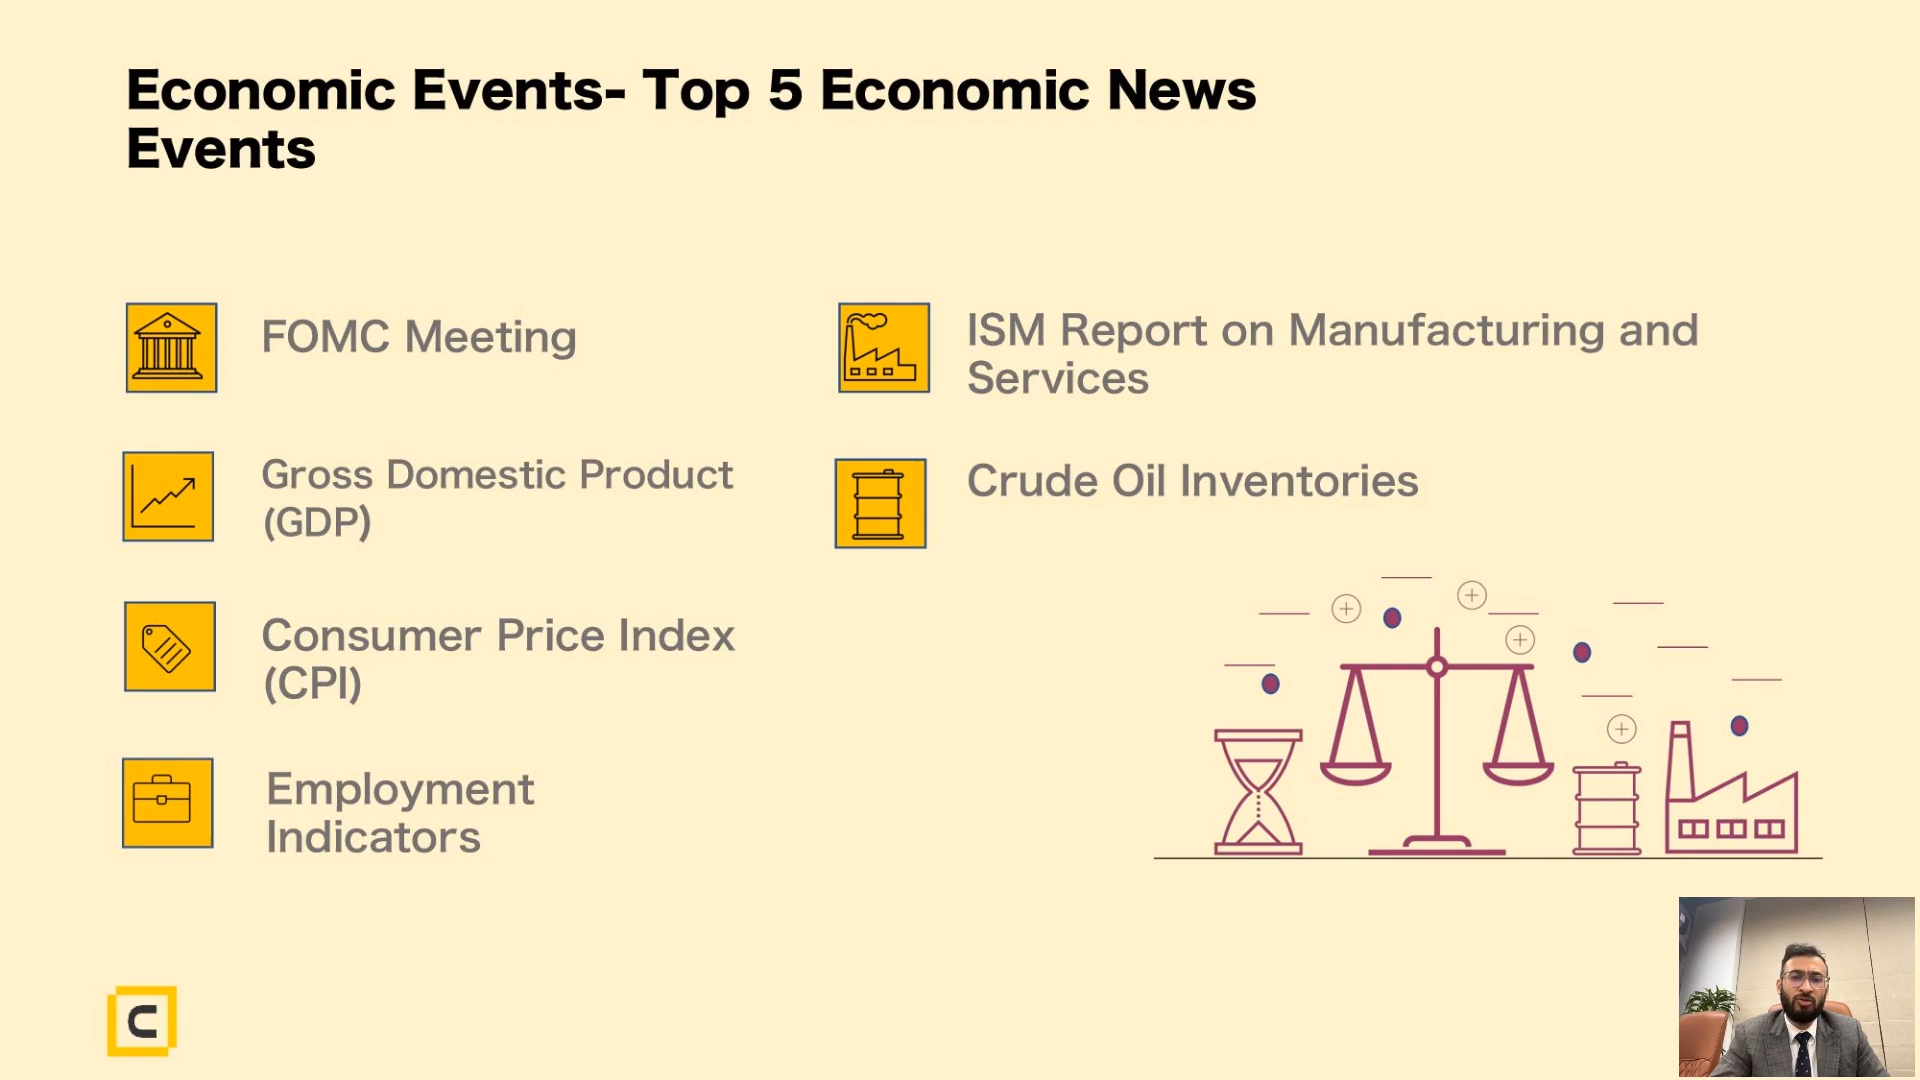 Economic Events- Top 5 Economic News
Events
FOMC Meeting
Gross Domestic Product
(GDP)
Consumer Price Index
(CPI)
Employment
Indicators
ISM Report on Manufacturing and
Services
Crude Oil Inventories
C